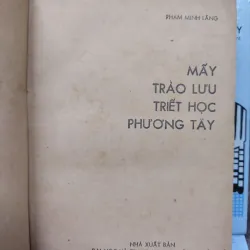 PHẠM MINH LĂNG
MẤY
TRÀO LƯU
TRIẾT HỌC
PHƯƠNG TÂY
NHÀ XUẤT BẢN